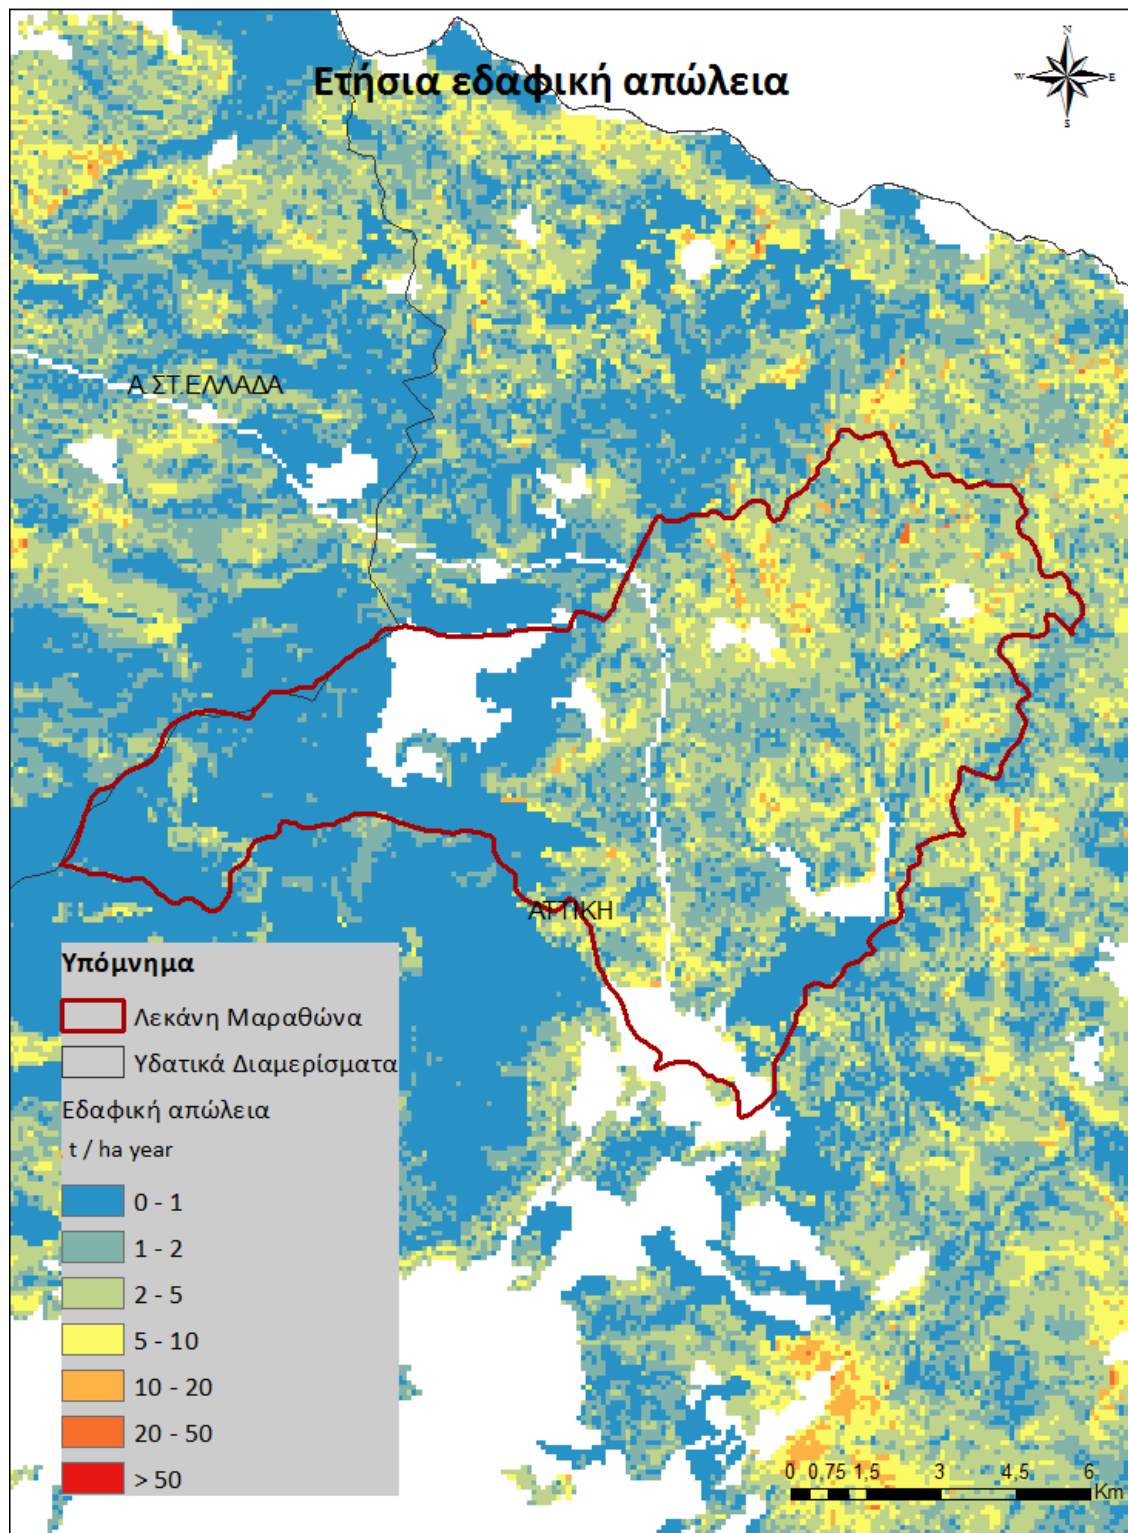 Ετήσια εδαφική απώλεια
N
W E
S
Α.ΣΤ.ΕΛΛΑΔΑ
ΑΤΤΙΚΗ
Υπόμνημα
Λεκάνη Μαραθώνα
Υδατικά Διαμερίσματα
Εδαφική απώλεια
t / ha year
0 - 1
1 - 2
2 - 5
5 - 10
10 - 20
20 - 50
> 50
0 0,75 1,5 3 4,5 6
Km